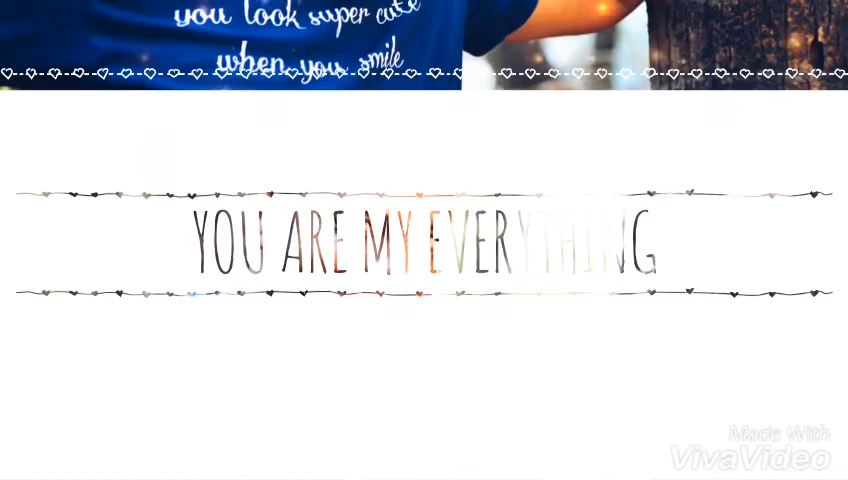 you look super cute
when you smile
YOU ARE MY EVERYTHING
Made With
VivaVideo